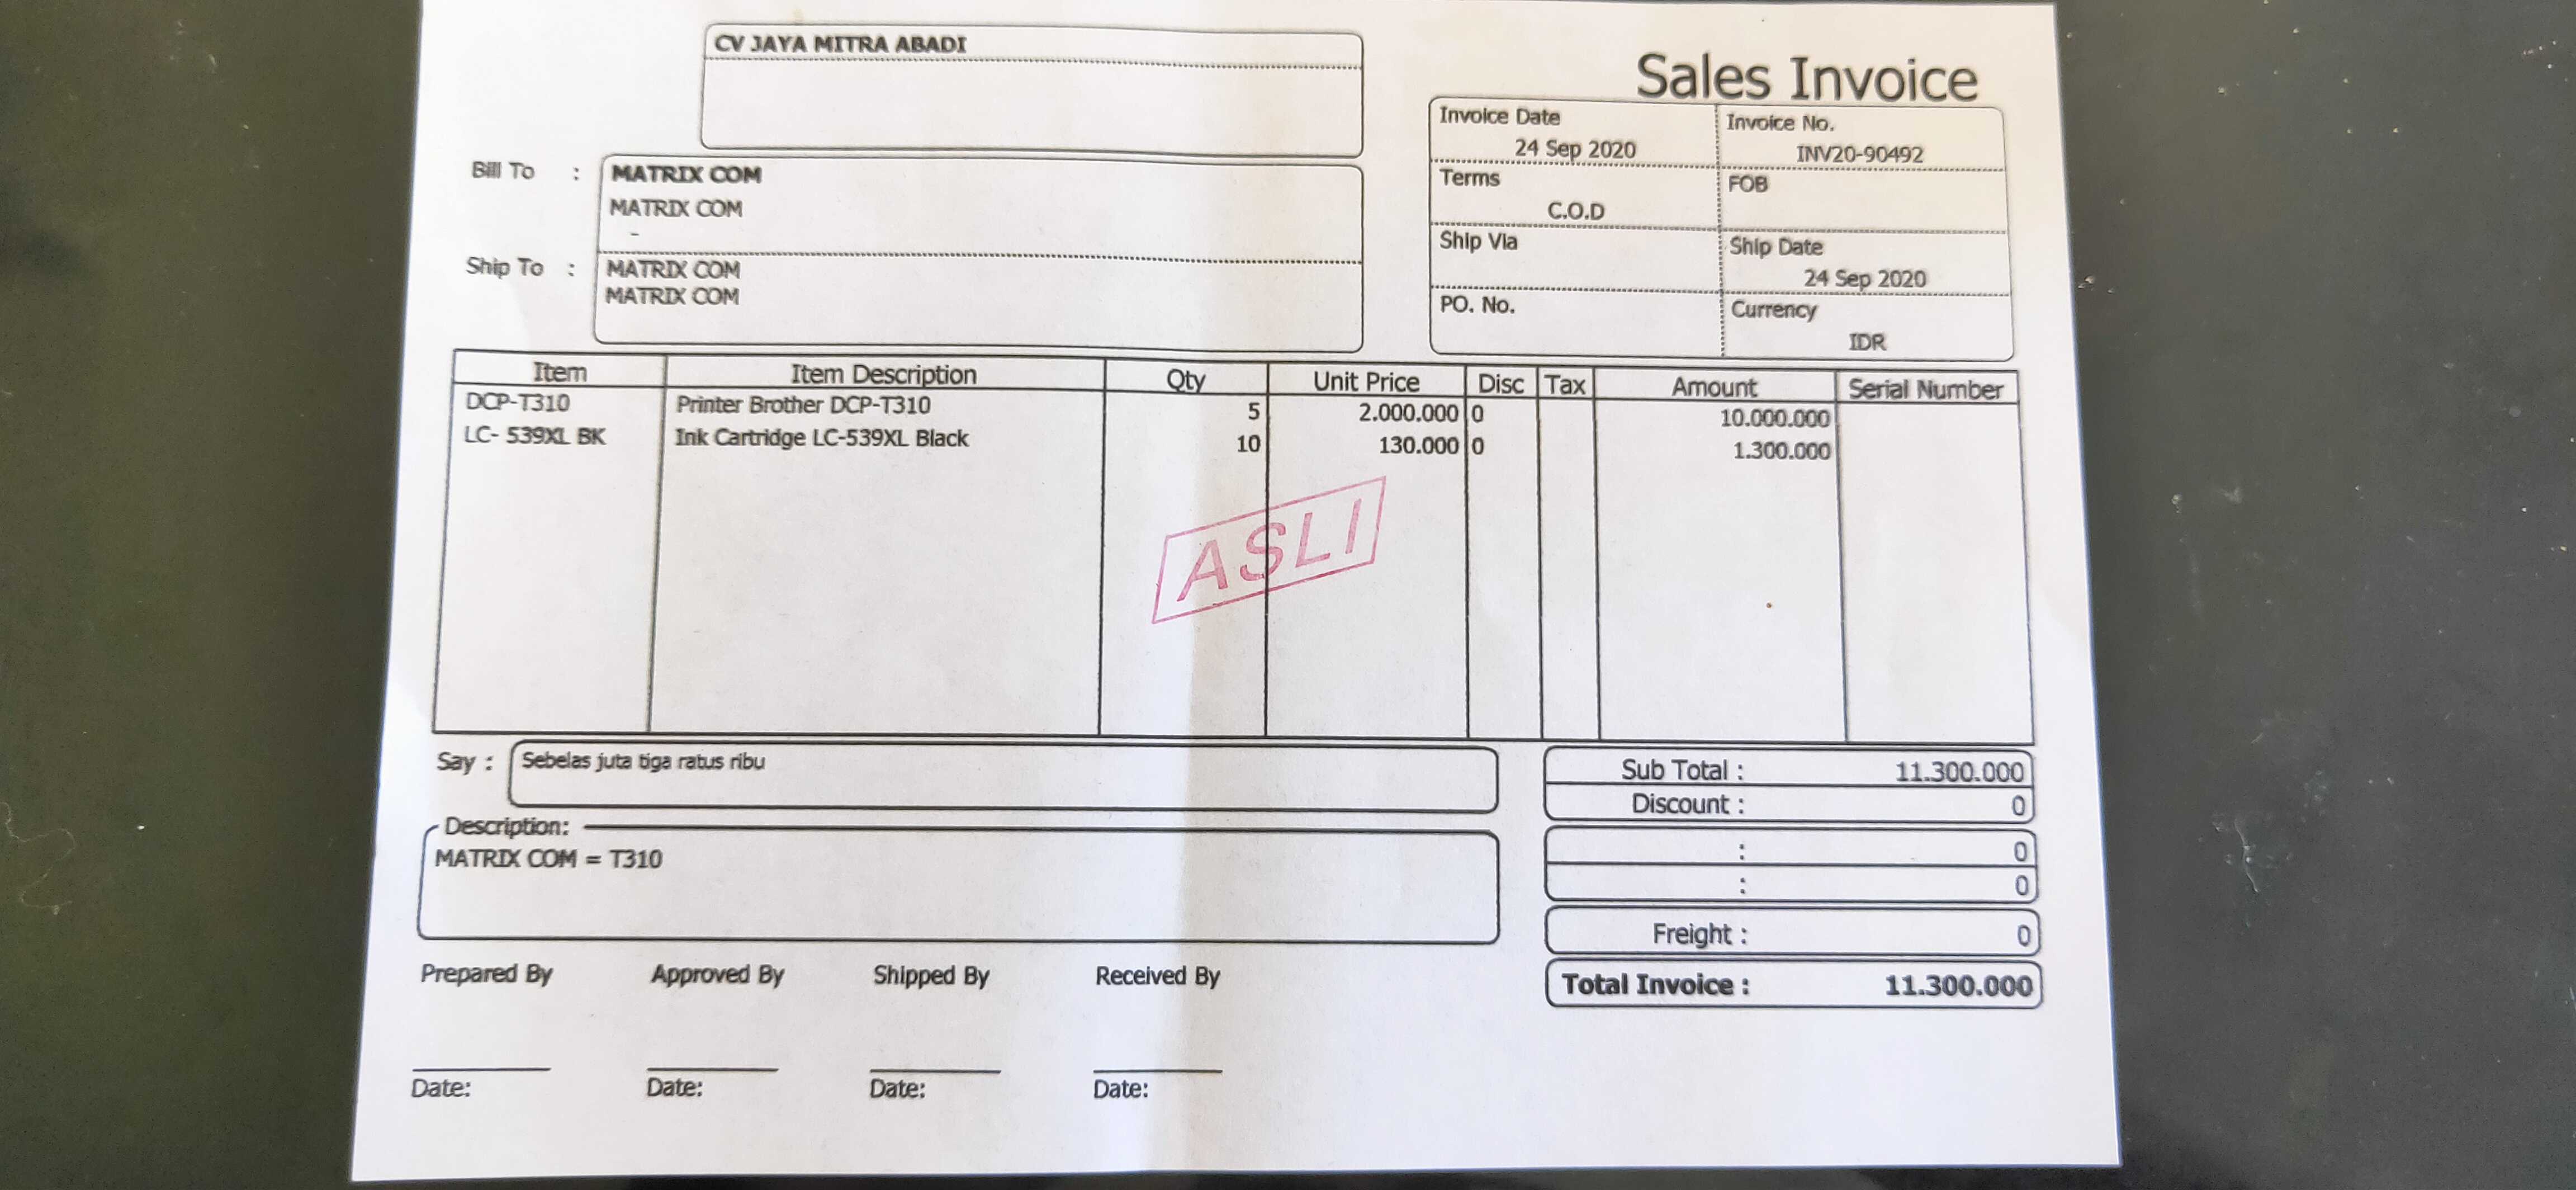 CV JAYA MITRA ABADI
Sales Invoice
Invoice Date
24 Sep 2020
Invoice No.
INV20-90492
Terms
C.O.D
FOB
Ship Via
Ship Date
24 Sep 2020
PO. No.
Currency
IDR
Bill To : MATRIX COM
MATRIX COM
-
Ship To : MATRIX COM
MATRIX COM
Item Item Description Qty Unit Price Disc Tax Amount Serial Number
DCP-T310 Printer Brother DCP-T310 5 2.000.000 0 10.000.000
LC- 539XL BK Ink Cartridge LC-539XL Black 10 130.000 0 1.300.000
ASLI
Say : Sebelas juta tiga ratus ribu
Description:
MATRIX COM = T310
Sub Total : 11.300.000
Discount : 0
: 0
: 0
Freight : 0
Total Invoice : 11.300.000
Prepared By Approved By Shipped By Received By
Date: Date: Date: Date: